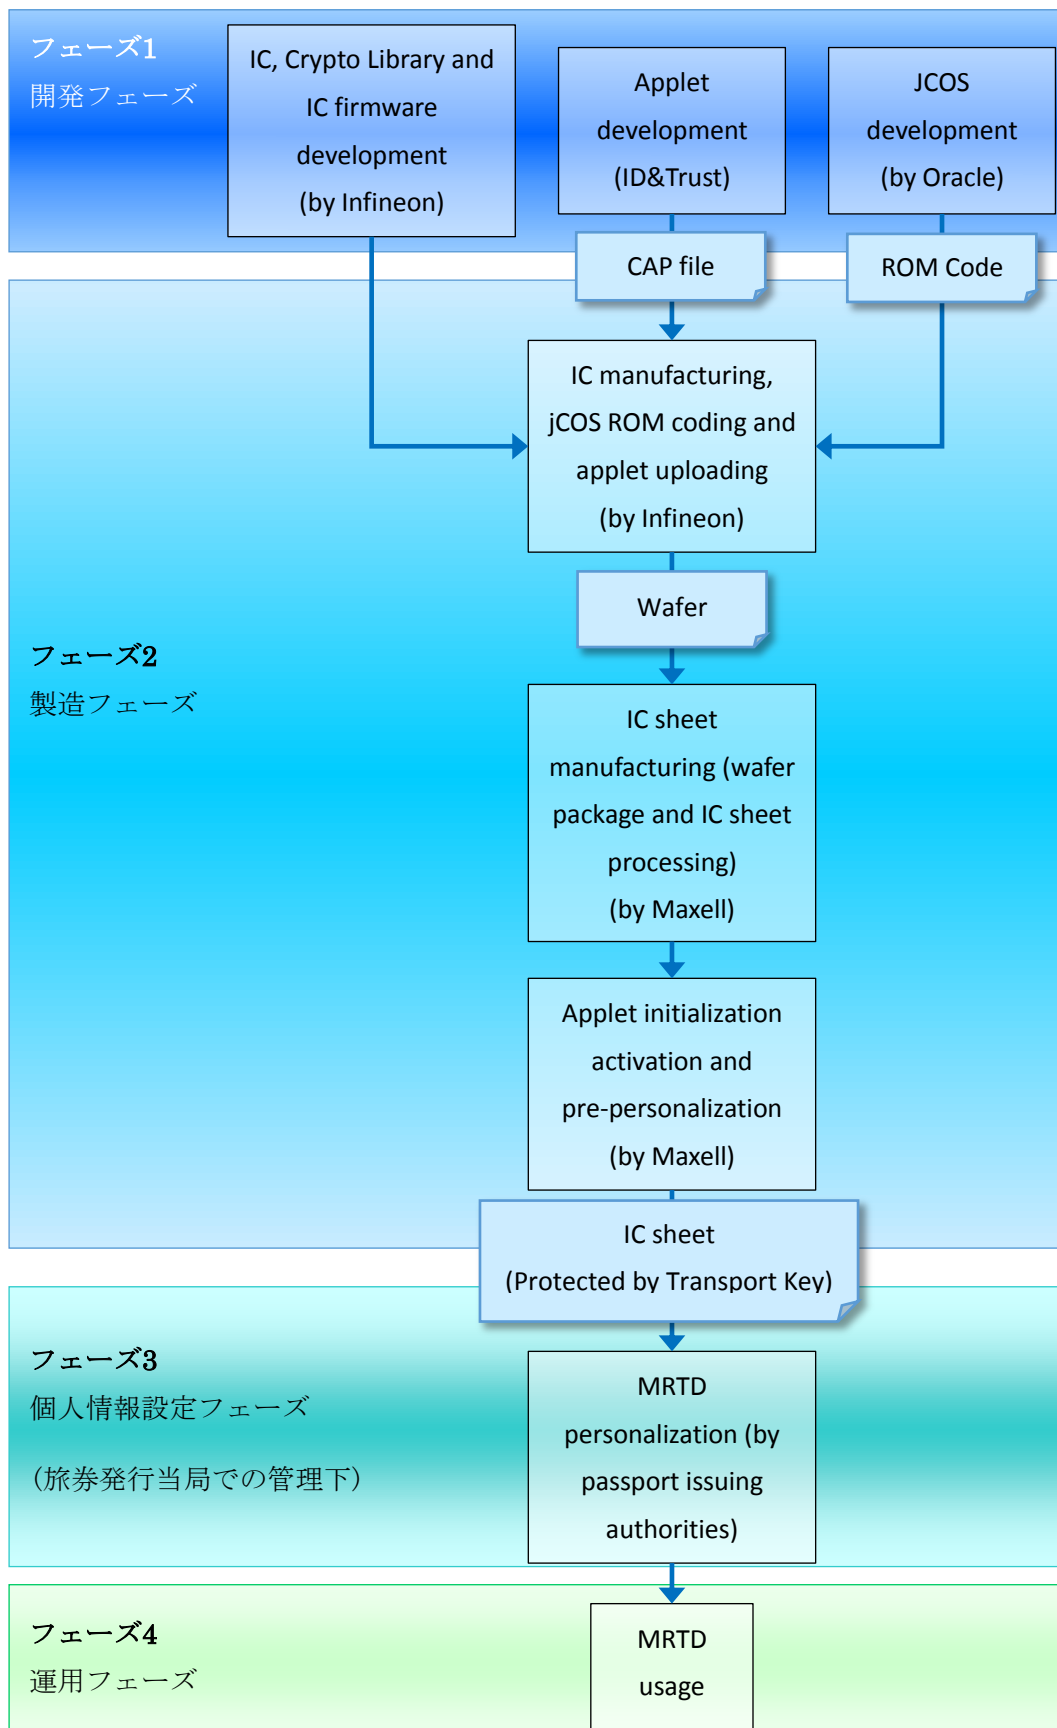 フェーズ1
開発フェーズ
IC, Crypto Library and
IC firmware
development
(by Infineon)
Applet
development
(ID&Trust)
JCOS
development
(by Oracle)
CAP file
ROM Code
IC manufacturing,
jCOS ROM coding and
applet uploading
(by Infineon)
Wafer
フェーズ2
製造フェーズ
IC sheet
manufacturing (wafer
package and IC sheet
processing)
(by Maxell)
Applet initialization
activation and
pre-personalization
(by Maxell)
IC sheet
(Protected by Transport Key)
フェーズ3
個人情報設定フェーズ
(旅券発行当局での管理下)
MRTD
personalization (by
passport issuing
authorities)
フェーズ4
運用フェーズ
MRTD
usage